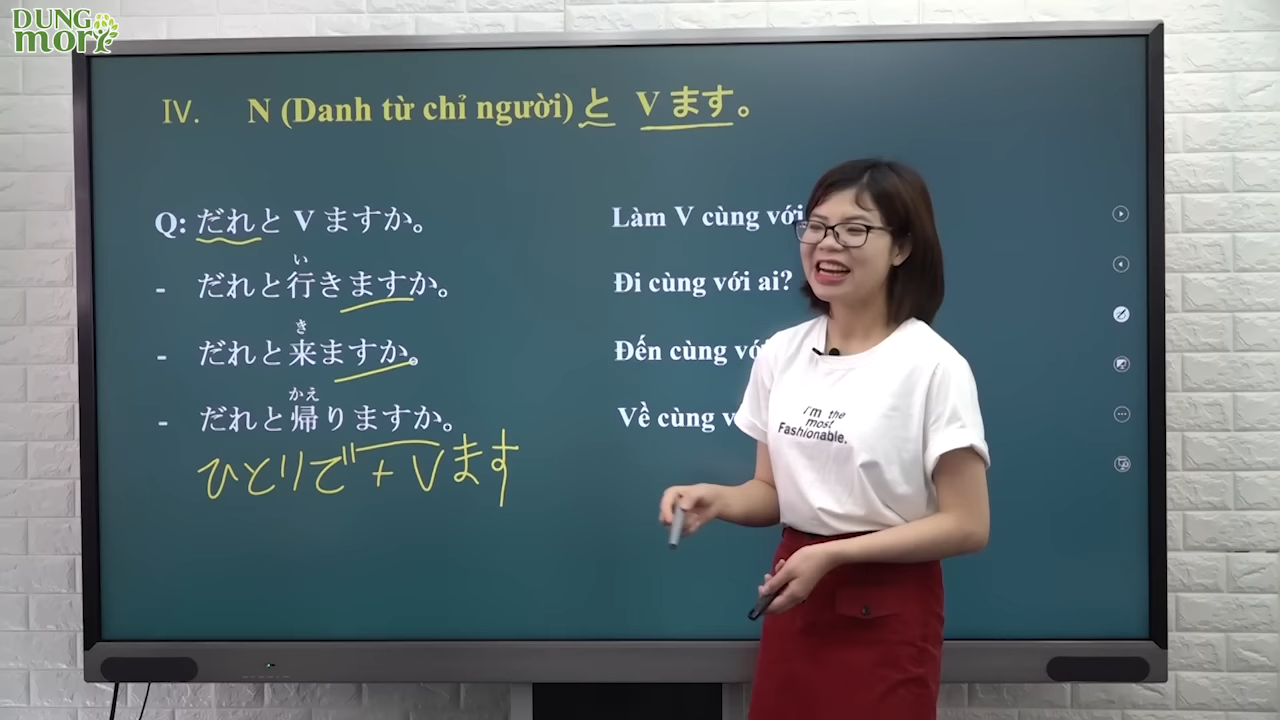 DUNG
mori
IV. N (Danh từ chỉ người) と V ます。
Q: だれと V ますか。 Làm V cùng với
い
- だれと行きますか。 Đi cùng với ai?
き
- だれと来ますか。 Đến cùng với
かえ
- だれと帰りますか。 Về cùng v
ひとりで + Vます
I'm the
most
Fashionable.